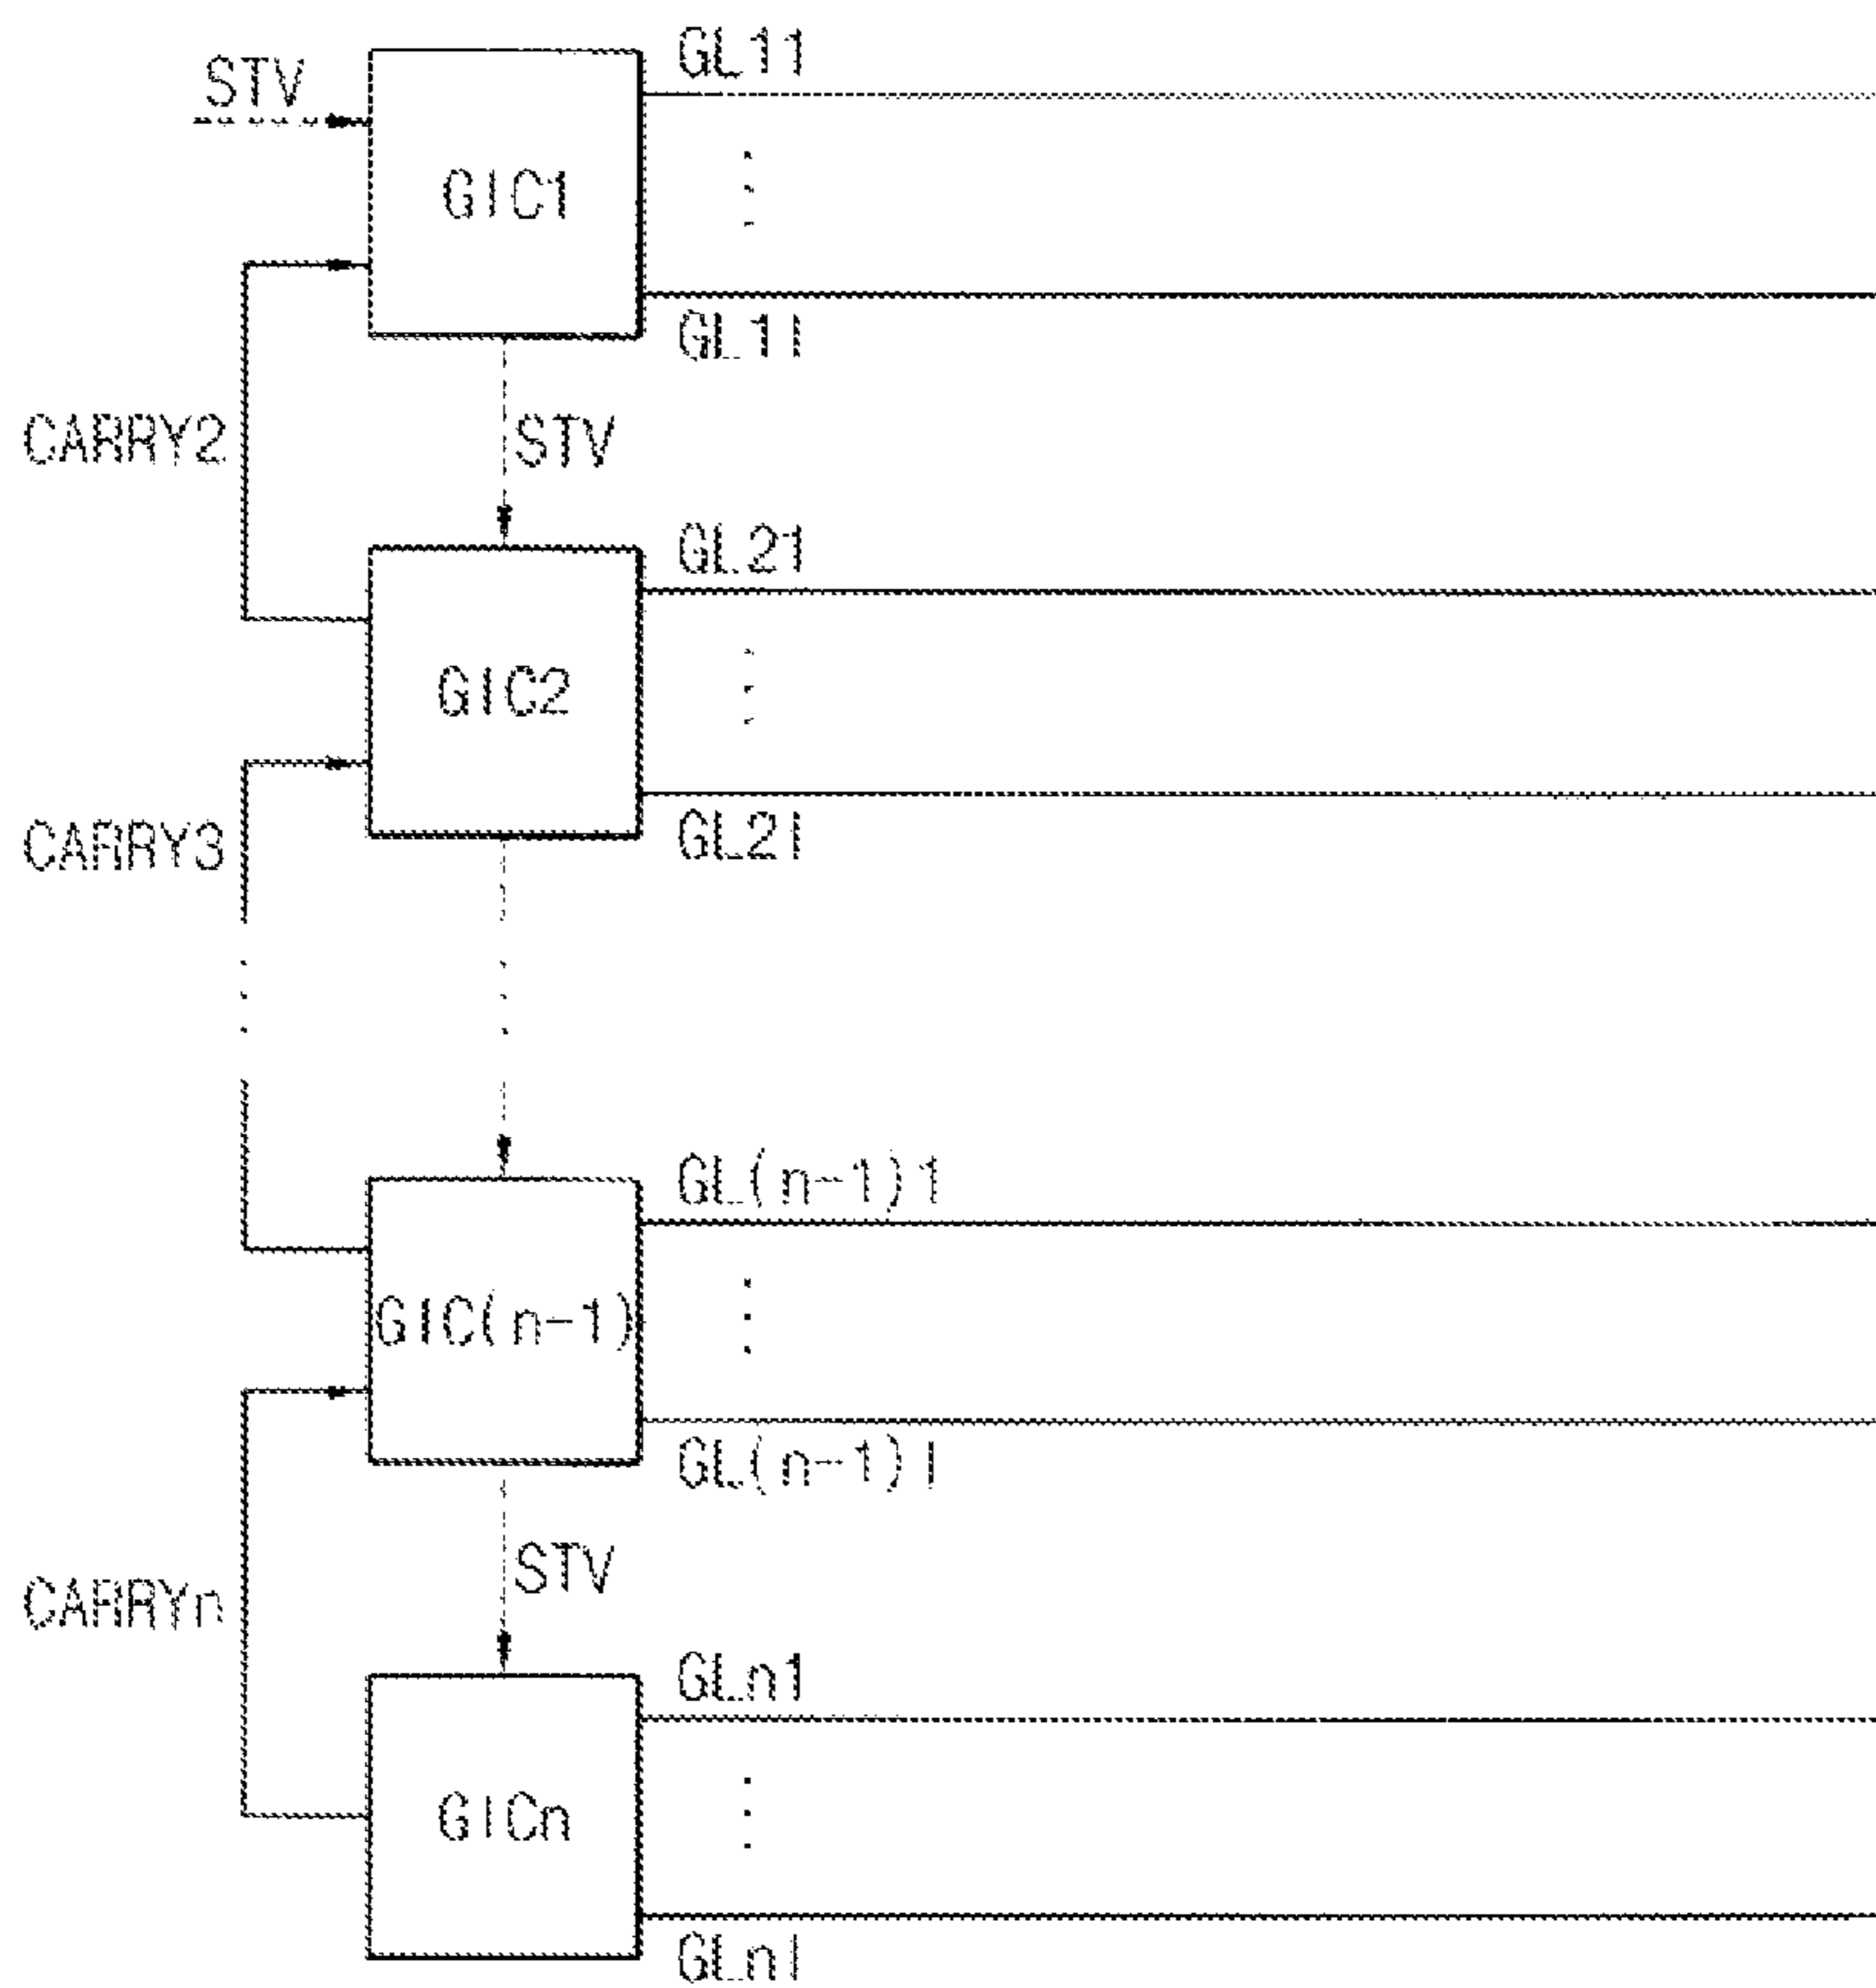 GL11
STV
GIC1
GL1l
CARRY2
STV
GL21
GIC2
CARRY3
GL2l
GL(n-1)1
GIC(n-1)
GL(n-1)l
STV
CARRYn
GLn1
GICn
GLnl